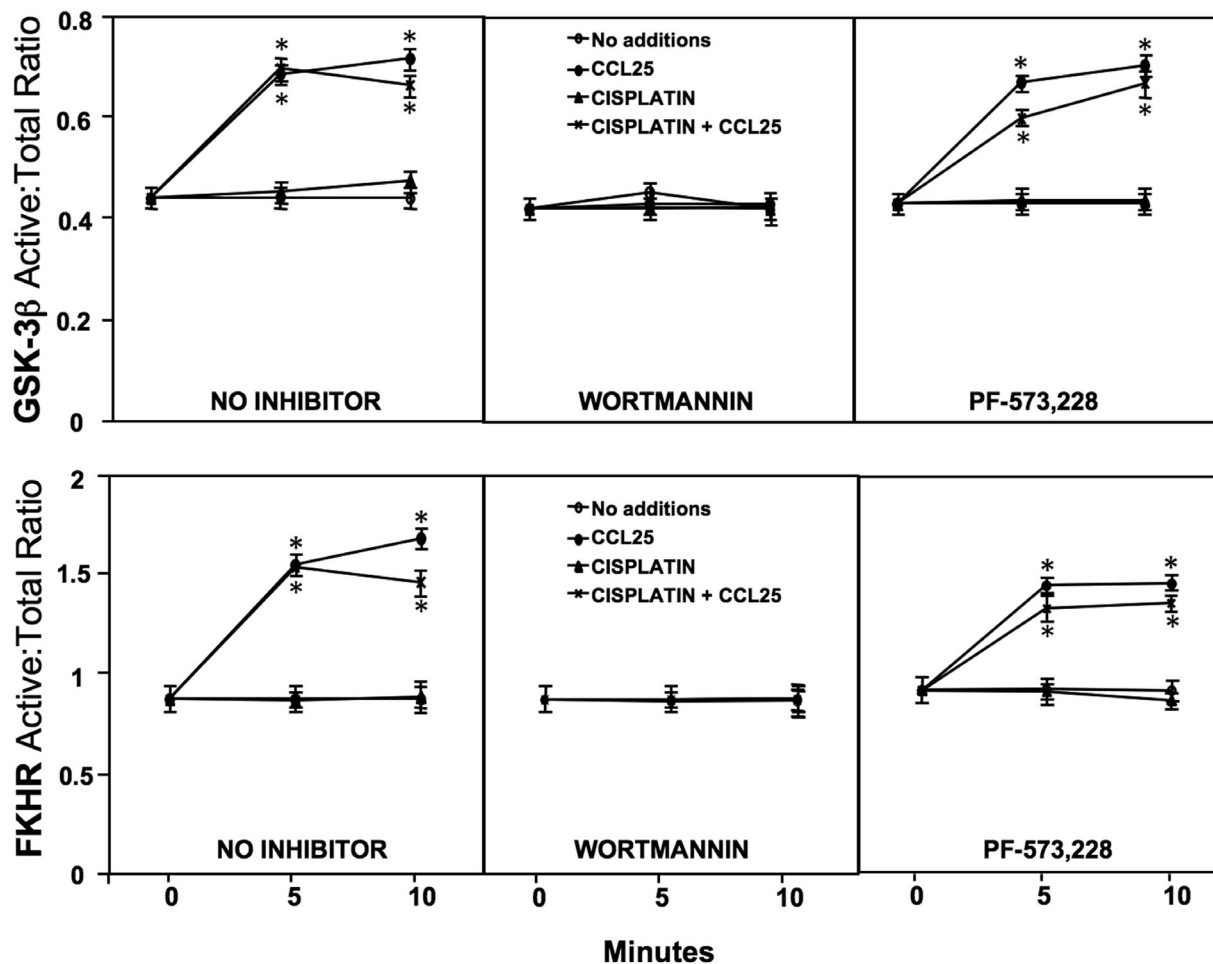 GSK-3β Active:Total Ratio
0.8
0.6
0.4
0.2
0
* *
* *
NO INHIBITOR
No additions
CCL25
CISPLATIN
CISPLATIN + CCL25
WORTMANNIN
* *
* *
PF-573,228
FKHR Active:Total Ratio
2
1.5
1
0.5
0
* *
* *
NO INHIBITOR
No additions
CCL25
CISPLATIN
CISPLATIN + CCL25
WORTMANNIN
* *
* *
PF-573,228
0 5 10 0 5 10 0 5 10
Minutes